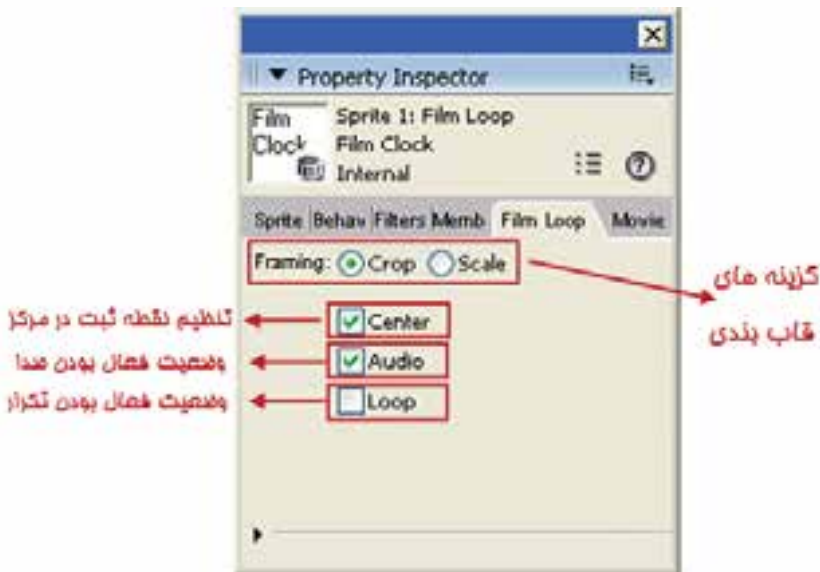 Property Inspector
Film Clock
Sprite 1: Film Loop
Film Clock
Internal
Sprite Behav Filters Memb Film Loop Movie
Framing: Crop Scale
گزینه های
قاب بندی
Center
تنظیم نقطه ثبت در مرکز
Audio
وضعیت فعال بودن صدا
Loop
وضعیت فعال بودن تکرار